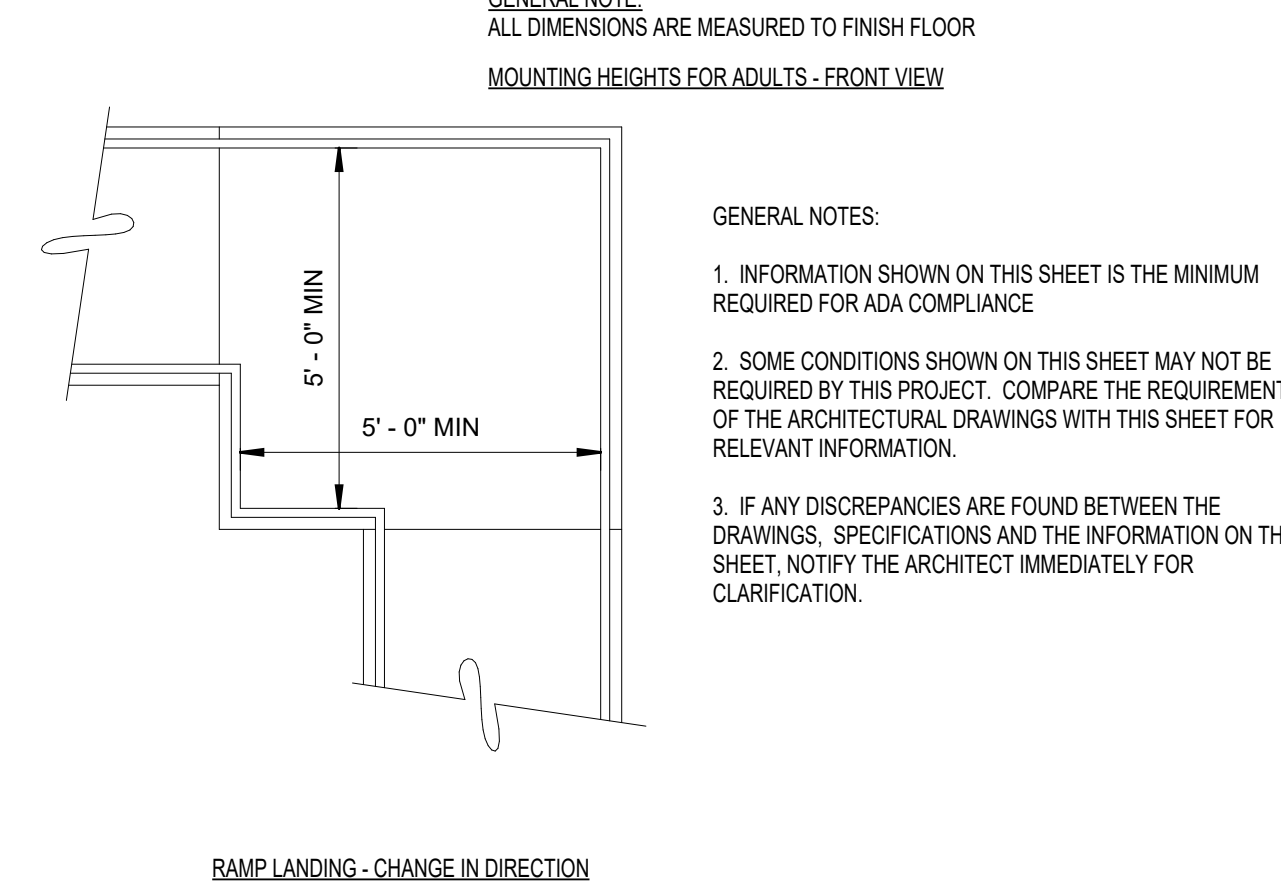 GENERAL NOTE:
ALL DIMENSIONS ARE MEASURED TO FINISH FLOOR
MOUNTING HEIGHTS FOR ADULTS - FRONT VIEW
5' - 0" MIN
5' - 0" MIN
GENERAL NOTES:
1. INFORMATION SHOWN ON THIS SHEET IS THE MINIMUM
REQUIRED FOR ADA COMPLIANCE
2. SOME CONDITIONS SHOWN ON THIS SHEET MAY NOT BE
REQUIRED BY THIS PROJECT. COMPARE THE REQUIREMENT
OF THE ARCHITECTURAL DRAWINGS WITH THIS SHEET FOR
RELEVANT INFORMATION.
3. IF ANY DISCREPANCIES ARE FOUND BETWEEN THE
DRAWINGS, SPECIFICATIONS AND THE INFORMATION ON TH
SHEET, NOTIFY THE ARCHITECT IMMEDIATELY FOR
CLARIFICATION.
RAMP LANDING - CHANGE IN DIRECTION